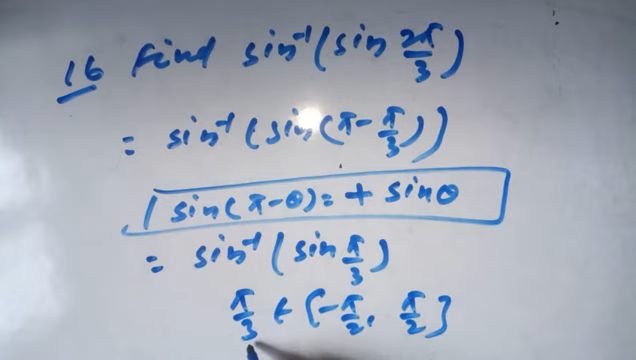 16 Find sin⁻¹(sin 2π/3)
= sin⁻¹(sin(π-π/3))
sin(π-θ)=+sinθ
= sin⁻¹(sin π/3)
π/3 ∈ [-π/2, π/2]